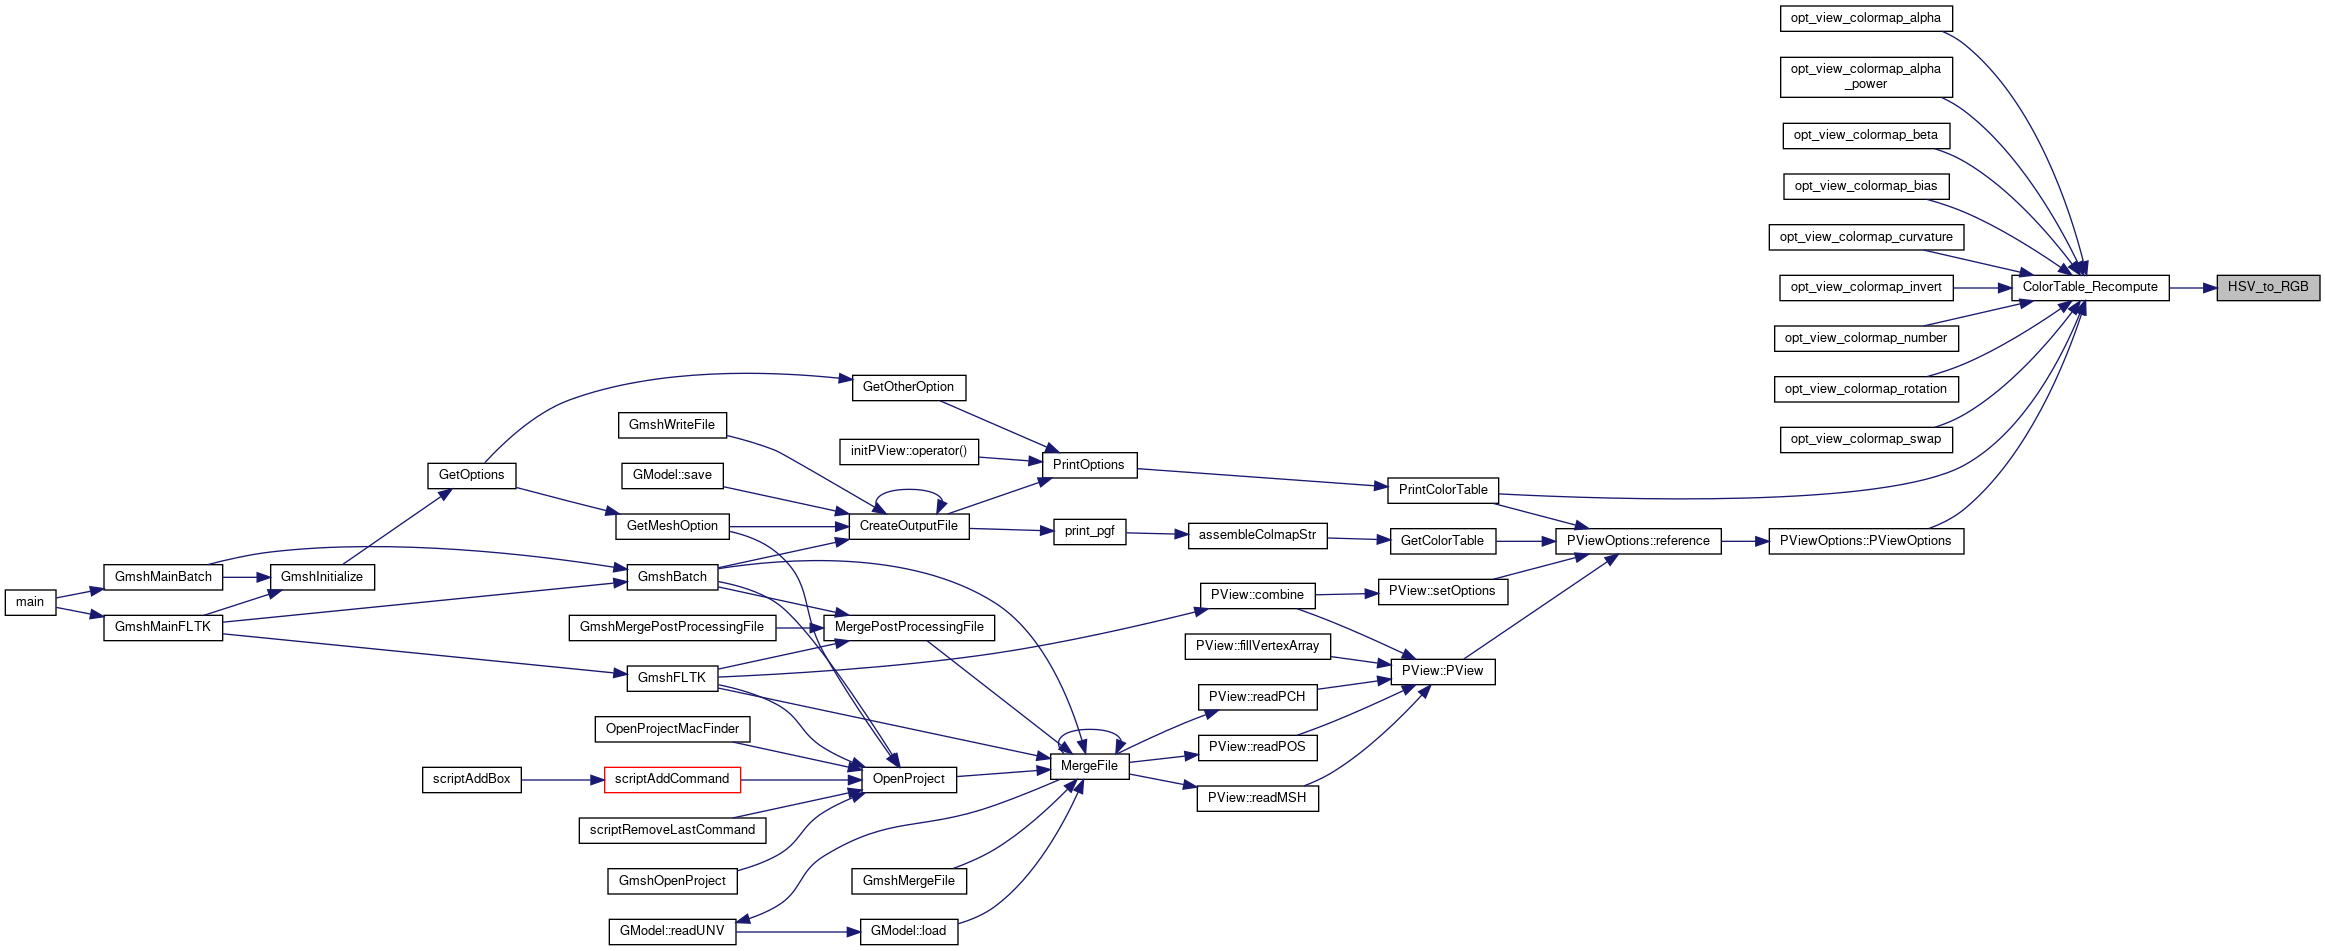 opt_view_colormap_alpha
opt_view_colormap_alpha
_power
opt_view_colormap_beta
opt_view_colormap_bias
opt_view_colormap_curvature
ColorTable_Recompute
HSV_to_RGB
opt_view_colormap_invert
opt_view_colormap_number
opt_view_colormap_rotation
opt_view_colormap_swap
GetOtherOption
GmshWriteFile
initPView::operator()
PrintOptions
GetOptions
GModel::save
PrintColorTable
GetMeshOption
CreateOutputFile
print_pgf
assembleColmapStr
GetColorTable
PViewOptions::reference
PViewOptions::PViewOptions
GmshMainBatch
GmshInitialize
GmshBatch
main
PView::combine
PView::setOptions
GmshMainFLTK
GmshMergePostProcessingFile
MergePostProcessingFile
PView::fillVertexArray
GmshFLTK
PView::PView
PView::readPCH
OpenProjectMacFinder
PView::readPOS
scriptAddBox
scriptAddCommand
OpenProject
MergeFile
PView::readMSH
scriptRemoveLastCommand
GmshOpenProject
GmshMergeFile
GModel::readUNV
GModel::load